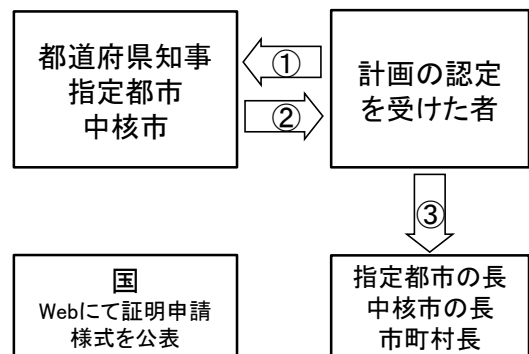 都道府県知事
指定都市
中核市
①
②
計画の認定
を受けた者
③
国
Webにて証明申請
様式を公表
指定都市の長
中核市の長
市町村長